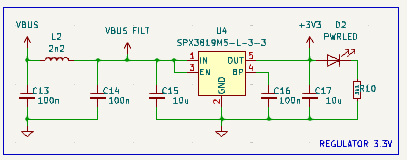 VBUS
VBUS FILT
U4
+3V3
D2
L2
SPX3819M5-L-3-3
PWRLED
2n2
1
IN
OUT
5
3
EN
BP
4
GND
2
C13
100n
C14
100n
C15
10u
C16
100n
C17
10u
R10
REGULATOR 3.3V